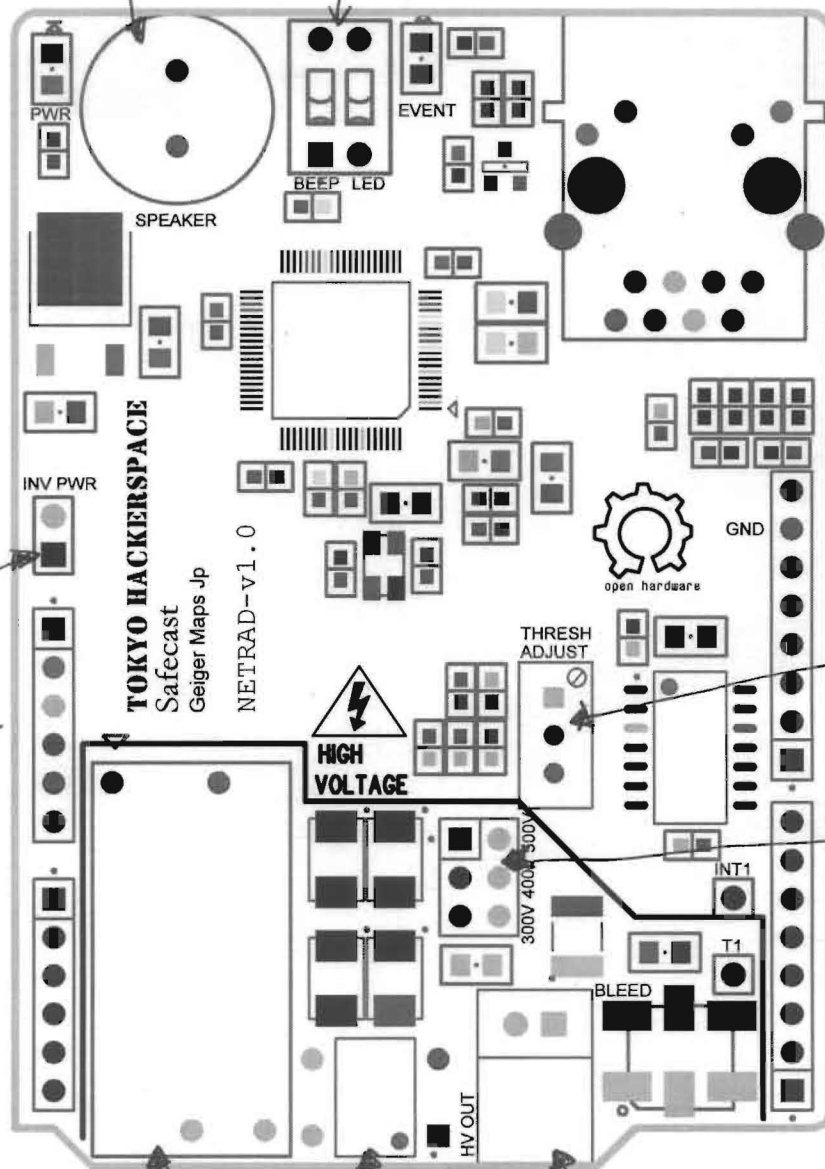 PWR
SPEAKER
BEEP LED
EVENT
INV PWR
TOKYO HACKERSPACE
Safecast
Geiger Maps Jp
NETRAD-v1.0
GND
open hardware
THRESH
ADJUST
HIGH
VOLTAGE
300V 400V 500V
INT1
T1
BLEED
HV OUT